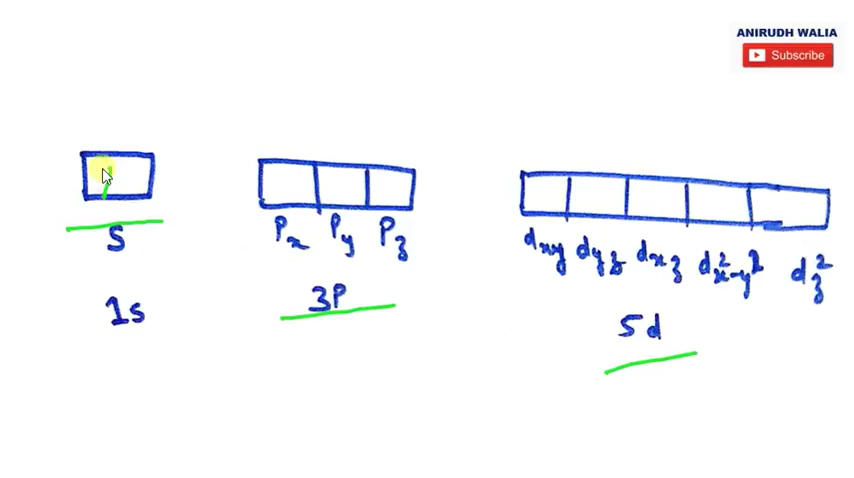 ANIRUDH WALIA
Subscribe
S
Px Py Pz
dxy dyz dxz dx²-y² dz²
1s
3P
5d